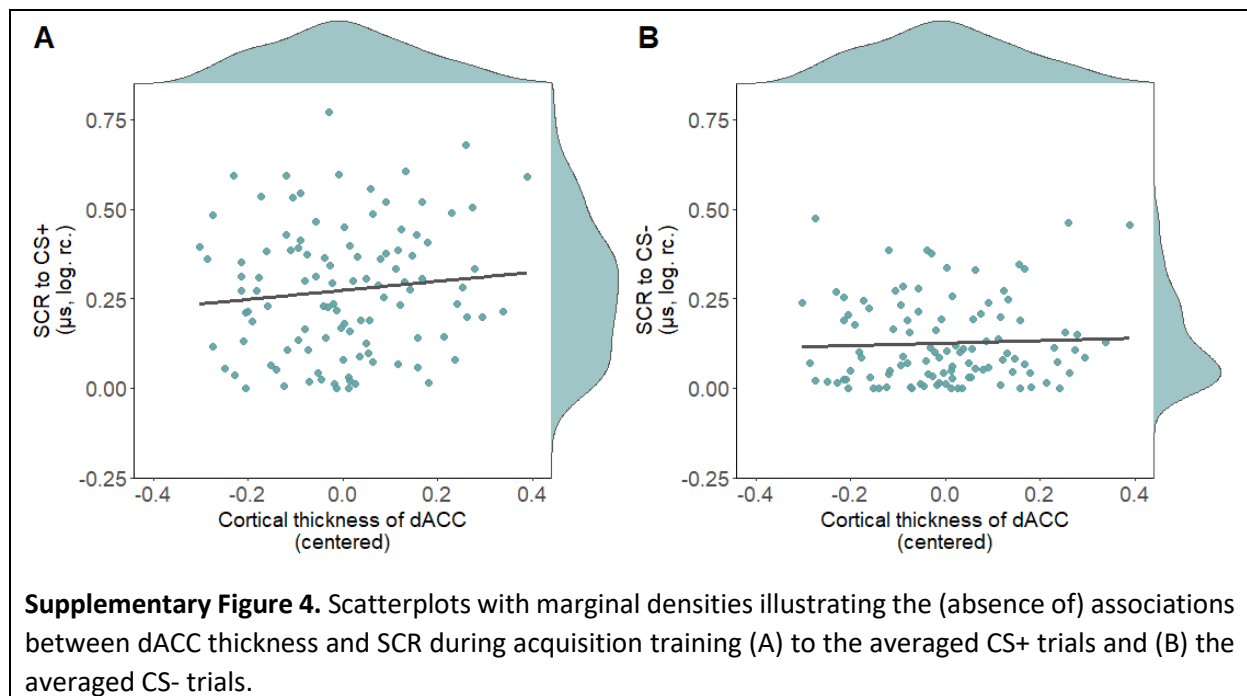 A
B
0.75
0.50
0.25
0.00
-0.25
SCR to CS+
(µs, log. rc.)
-0.4
-0.2
0.0
0.2
0.4
Cortical thickness of dACC
(centered)
0.75
0.50
0.25
0.00
-0.25
SCR to CS-
(µs, log. rc.)
-0.4
-0.2
0.0
0.2
0.4
Cortical thickness of dACC
(centered)
Supplementary Figure 4. Scatterplots with marginal densities illustrating the (absence of) associations
between dACC thickness and SCR during acquisition training (A) to the averaged CS+ trials and (B) the
averaged CS- trials.